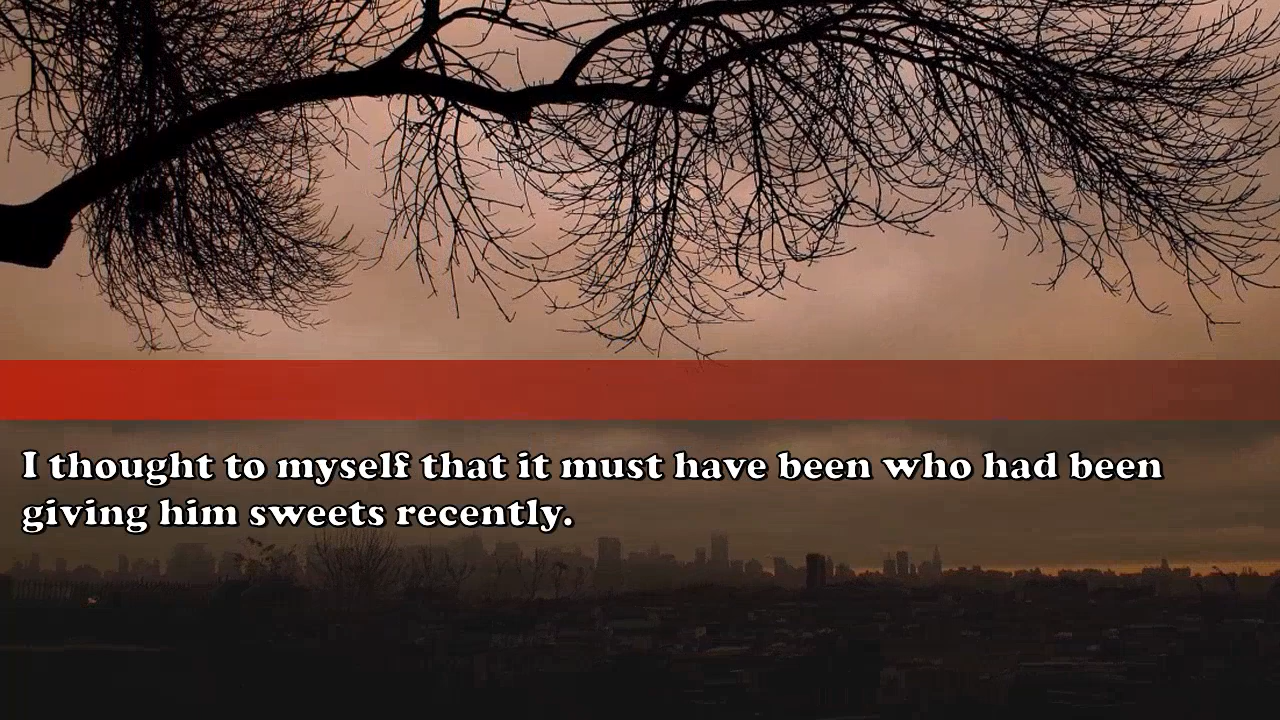 I thought to myself that it must have been who had been
giving him sweets recently.